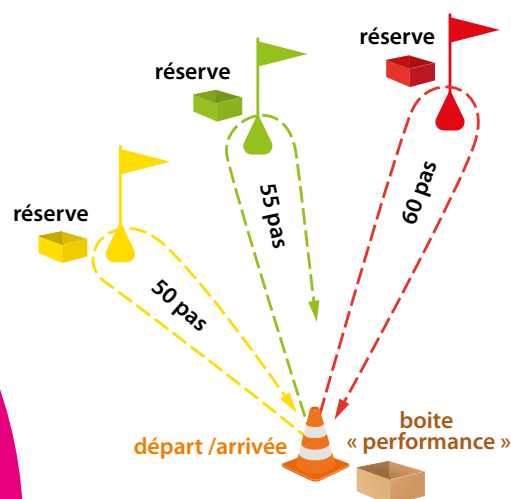 réserve
réserve
réserve
50 pas
55 pas
60 pas
départ /arrivée
boite
« performance »